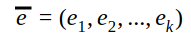 e̅ = (e₁, e₂, ..., eₖ)